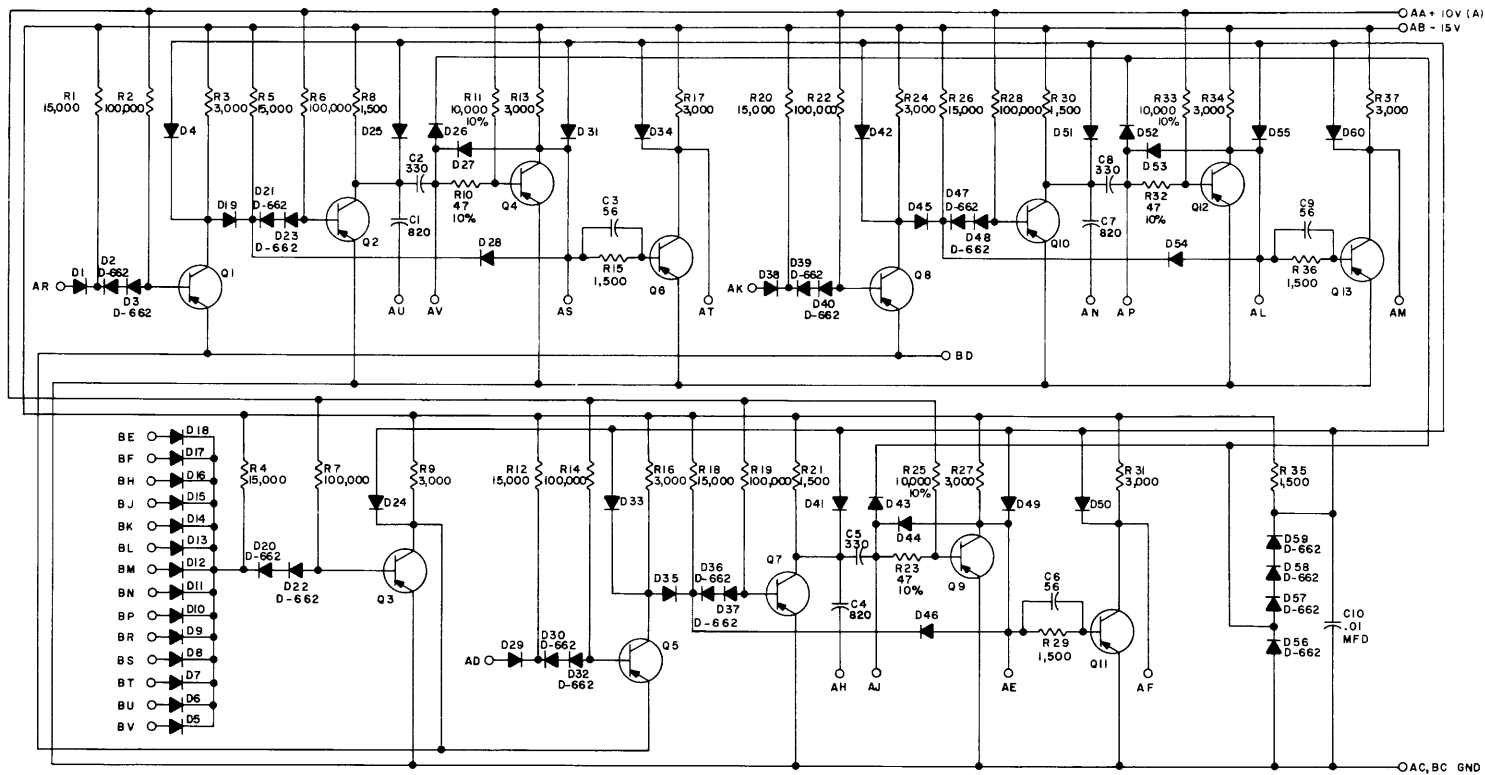 AA + 10V (A)
AB - 15V
R1
15,000
R2
100,000
D4
R3
3,000
R5
15,000
R6
100,000
R8
1,500
D25
D26
R11
10,000
10%
R13
3,000
D27
D31
D34
R17
3,000
R20
15,000
R22
100,000
D42
R24
3,000
R26
15,000
R28
100,000
R30
1,500
D51
D52
R33
10,000
10%
R34
3,000
D53
D55
D60
R37
3,000
C2
330
R10
47
10%
Q4
C8
330
R32
47
10%
Q12
D19
D21
D-662
D23
D-662
Q2
C1
820
D28
C3
56
R15
1,500
Q6
D45
D47
D-662
D48
D-662
Q10
C7
820
D54
C9
56
R36
1,500
Q13
AR
D1
D2
D-662
D3
D-662
Q1
AU
AV
AS
AT
AK
D38
D39
D-662
D40
D-662
Q8
AN
AP
AL
AM
BD
BE
D18
BF
D17
BH
D16
BJ
D15
BK
D14
BL
D13
BM
D12
BN
D11
BP
D10
BR
D9
BS
D8
BT
D7
BU
D6
BV
D5
R4
15,000
R7
100,000
D24
R9
3,000
D20
D-662
D22
D-662
Q3
R12
15,000
R14
100,000
D33
R16
3,000
R18
15,000
R19
100,000
R21
1,500
D41
D43
R25
10,000
10%
R27
3,000
D44
D49
D50
R31
3,000
R35
1,500
C5
330
R23
47
10%
Q9
Q7
D35
D36
D-662
D37
D-662
C4
820
D46
C6
56
R29
1,500
Q11
AD
D29
D30
D-662
D32
D-662
Q5
AH
AJ
AE
AF
D59
D-662
D58
D-662
D57
D-662
D56
D-662
C10
.01
MFD
AC, BC GND